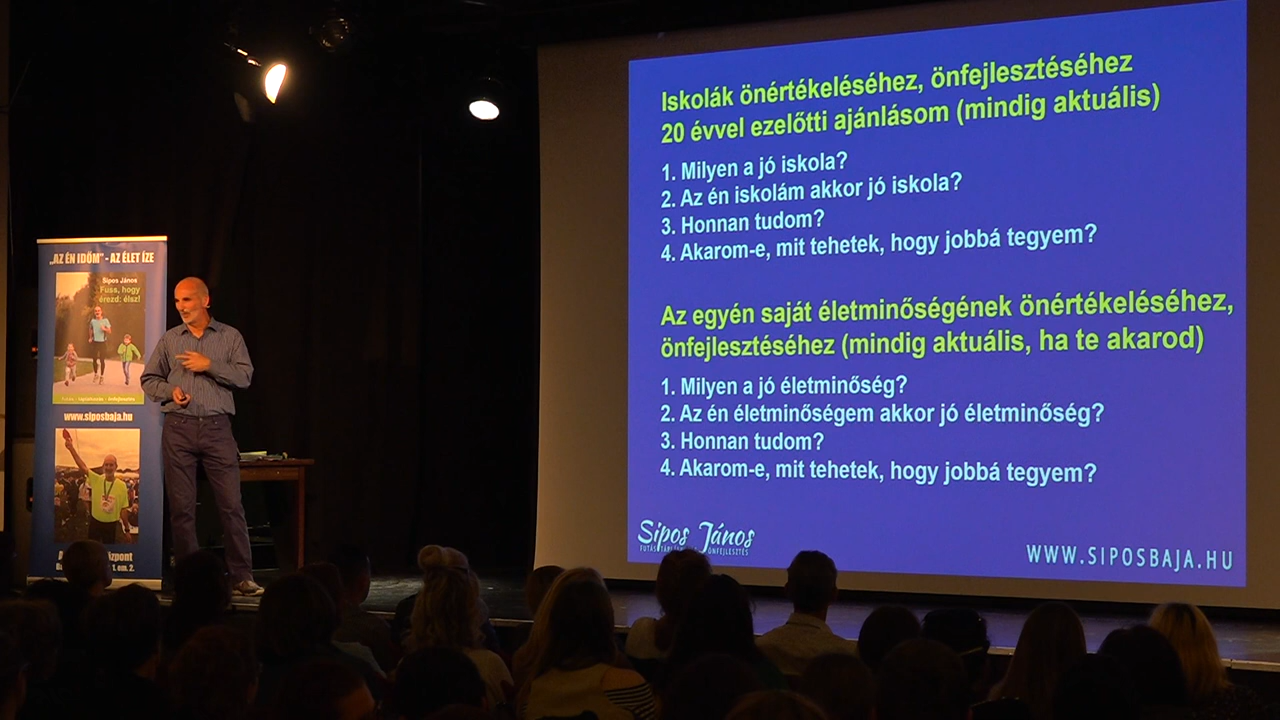 „AZ ÉN IDŐM" - AZ ÉLET ÍZE
Sipos János
Fuss, hogy
érezd: élsz!
www.siposbaja.hu
1. em. 2.
Iskolák önértékeléséhez, önfejlesztéséhez
20 évvel ezelőtti ajánlásom (mindig aktuális)
1. Milyen a jó iskola?
2. Az én iskolám akkor jó iskola?
3. Honnan tudom?
4. Akarom-e, mit tehetek, hogy jobbá tegyem?
Az egyén saját életminőségének önértékeléséhez,
önfejlesztéséhez (mindig aktuális, ha te akarod)
1. Milyen a jó életminőség?
2. Az én életminőségem akkor jó életminőség?
3. Honnan tudom?
4. Akarom-e, mit tehetek, hogy jobbá tegyem?
Sipos János
ÖNFEJLESZTÉS
WWW.SIPOSBAJA.HU